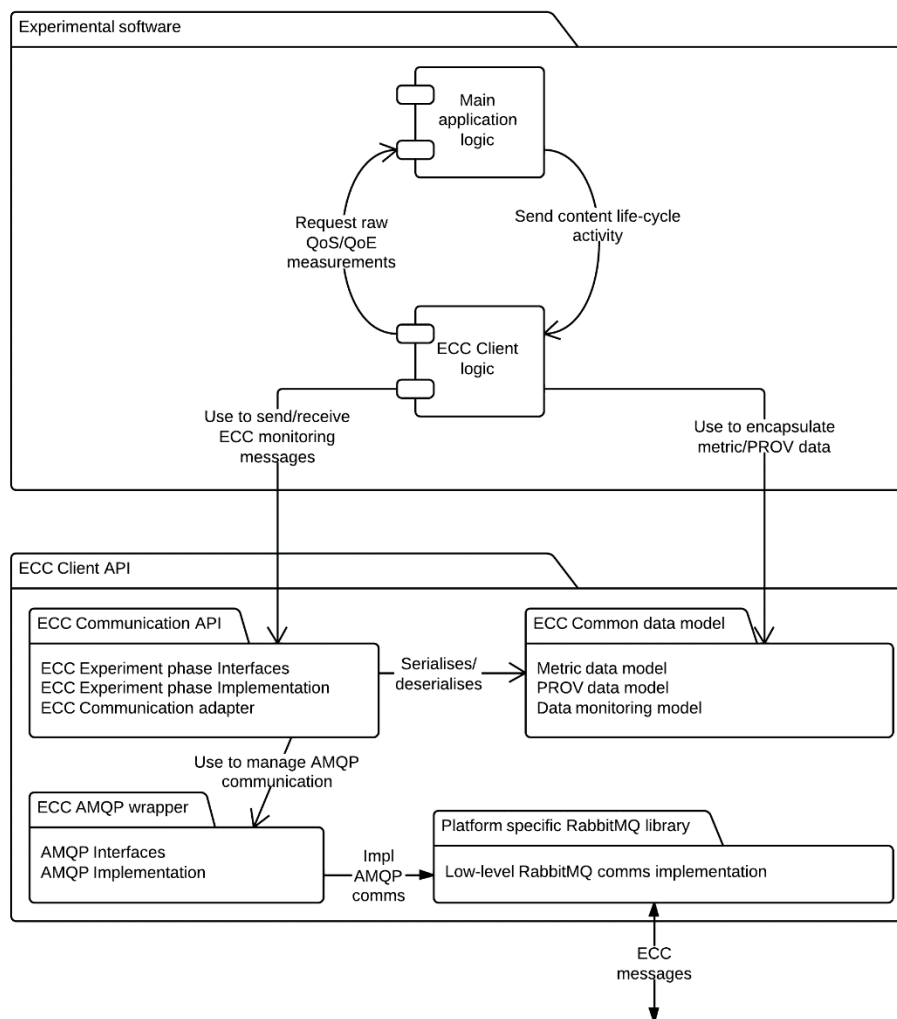 Experimental software
Main
application
logic
Request raw
QoS/QoE
measurements
Send content life-cycle
activity
ECC Client
logic
Use to send/receive
ECC monitoring
messages
Use to encapsulate
metric/PROV data
ECC Client API
ECC Communication API
ECC Experiment phase Interfaces
ECC Experiment phase Implementation
ECC Communication adapter
Serialises/
deserialises
ECC Common data model
Metric data model
PROV data model
Data monitoring model
Use to manage AMQP
communication
ECC AMQP wrapper
AMQP Interfaces
AMQP Implementation
Impl
AMQP
comms
Platform specific RabbitMQ library
Low-level RabbitMQ comms implementation
ECC
messages